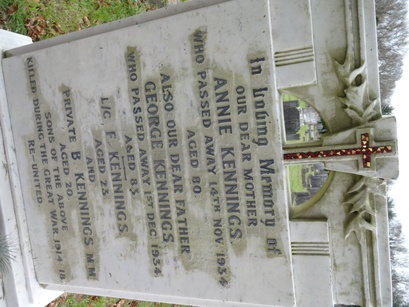 In Loving Memory of
OUR DEAR MOTHER
ANNIE KENNINGS,
WHO PASSED AWAY 14TH NOV. 1934
AGED 80.
ALSO OUR DEAR FATHER
GEORGE KENNINGS
WHO PASSED AWAY 1ST DEC. 1934,
AGED 83.
L/C F. KENNINGS,
AGED 23,
AND
PRIVATE B. KENNINGS. M.M.
AGED 20
SONS OF THE ABOVE
KILLED DURING THE GREAT WAR 1914-18
RE-UNITED.